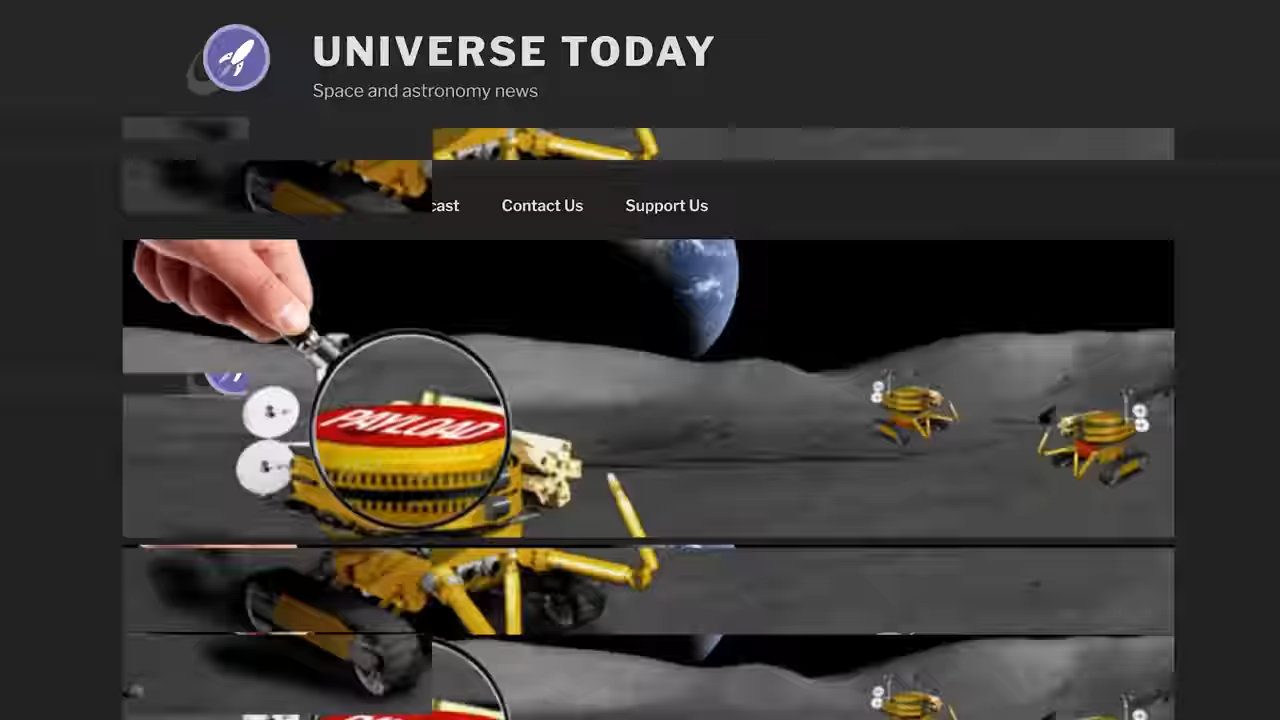 UNIVERSE TODAY
Space and astronomy news
cast Contact Us Support Us
PAYLOAD